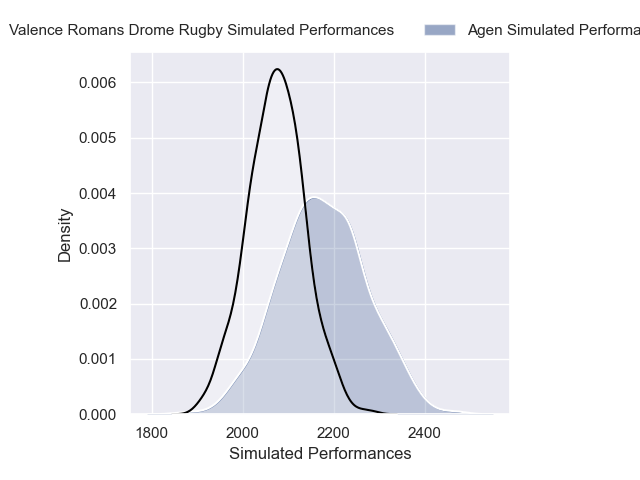 Valence Romans Drome Rugby Simulated Performances
Agen Simulated Performa
0.006
0.005
0.004
0.003
0.002
0.001
0.000
Density
1800 2000 2200 2400
Simulated Performances